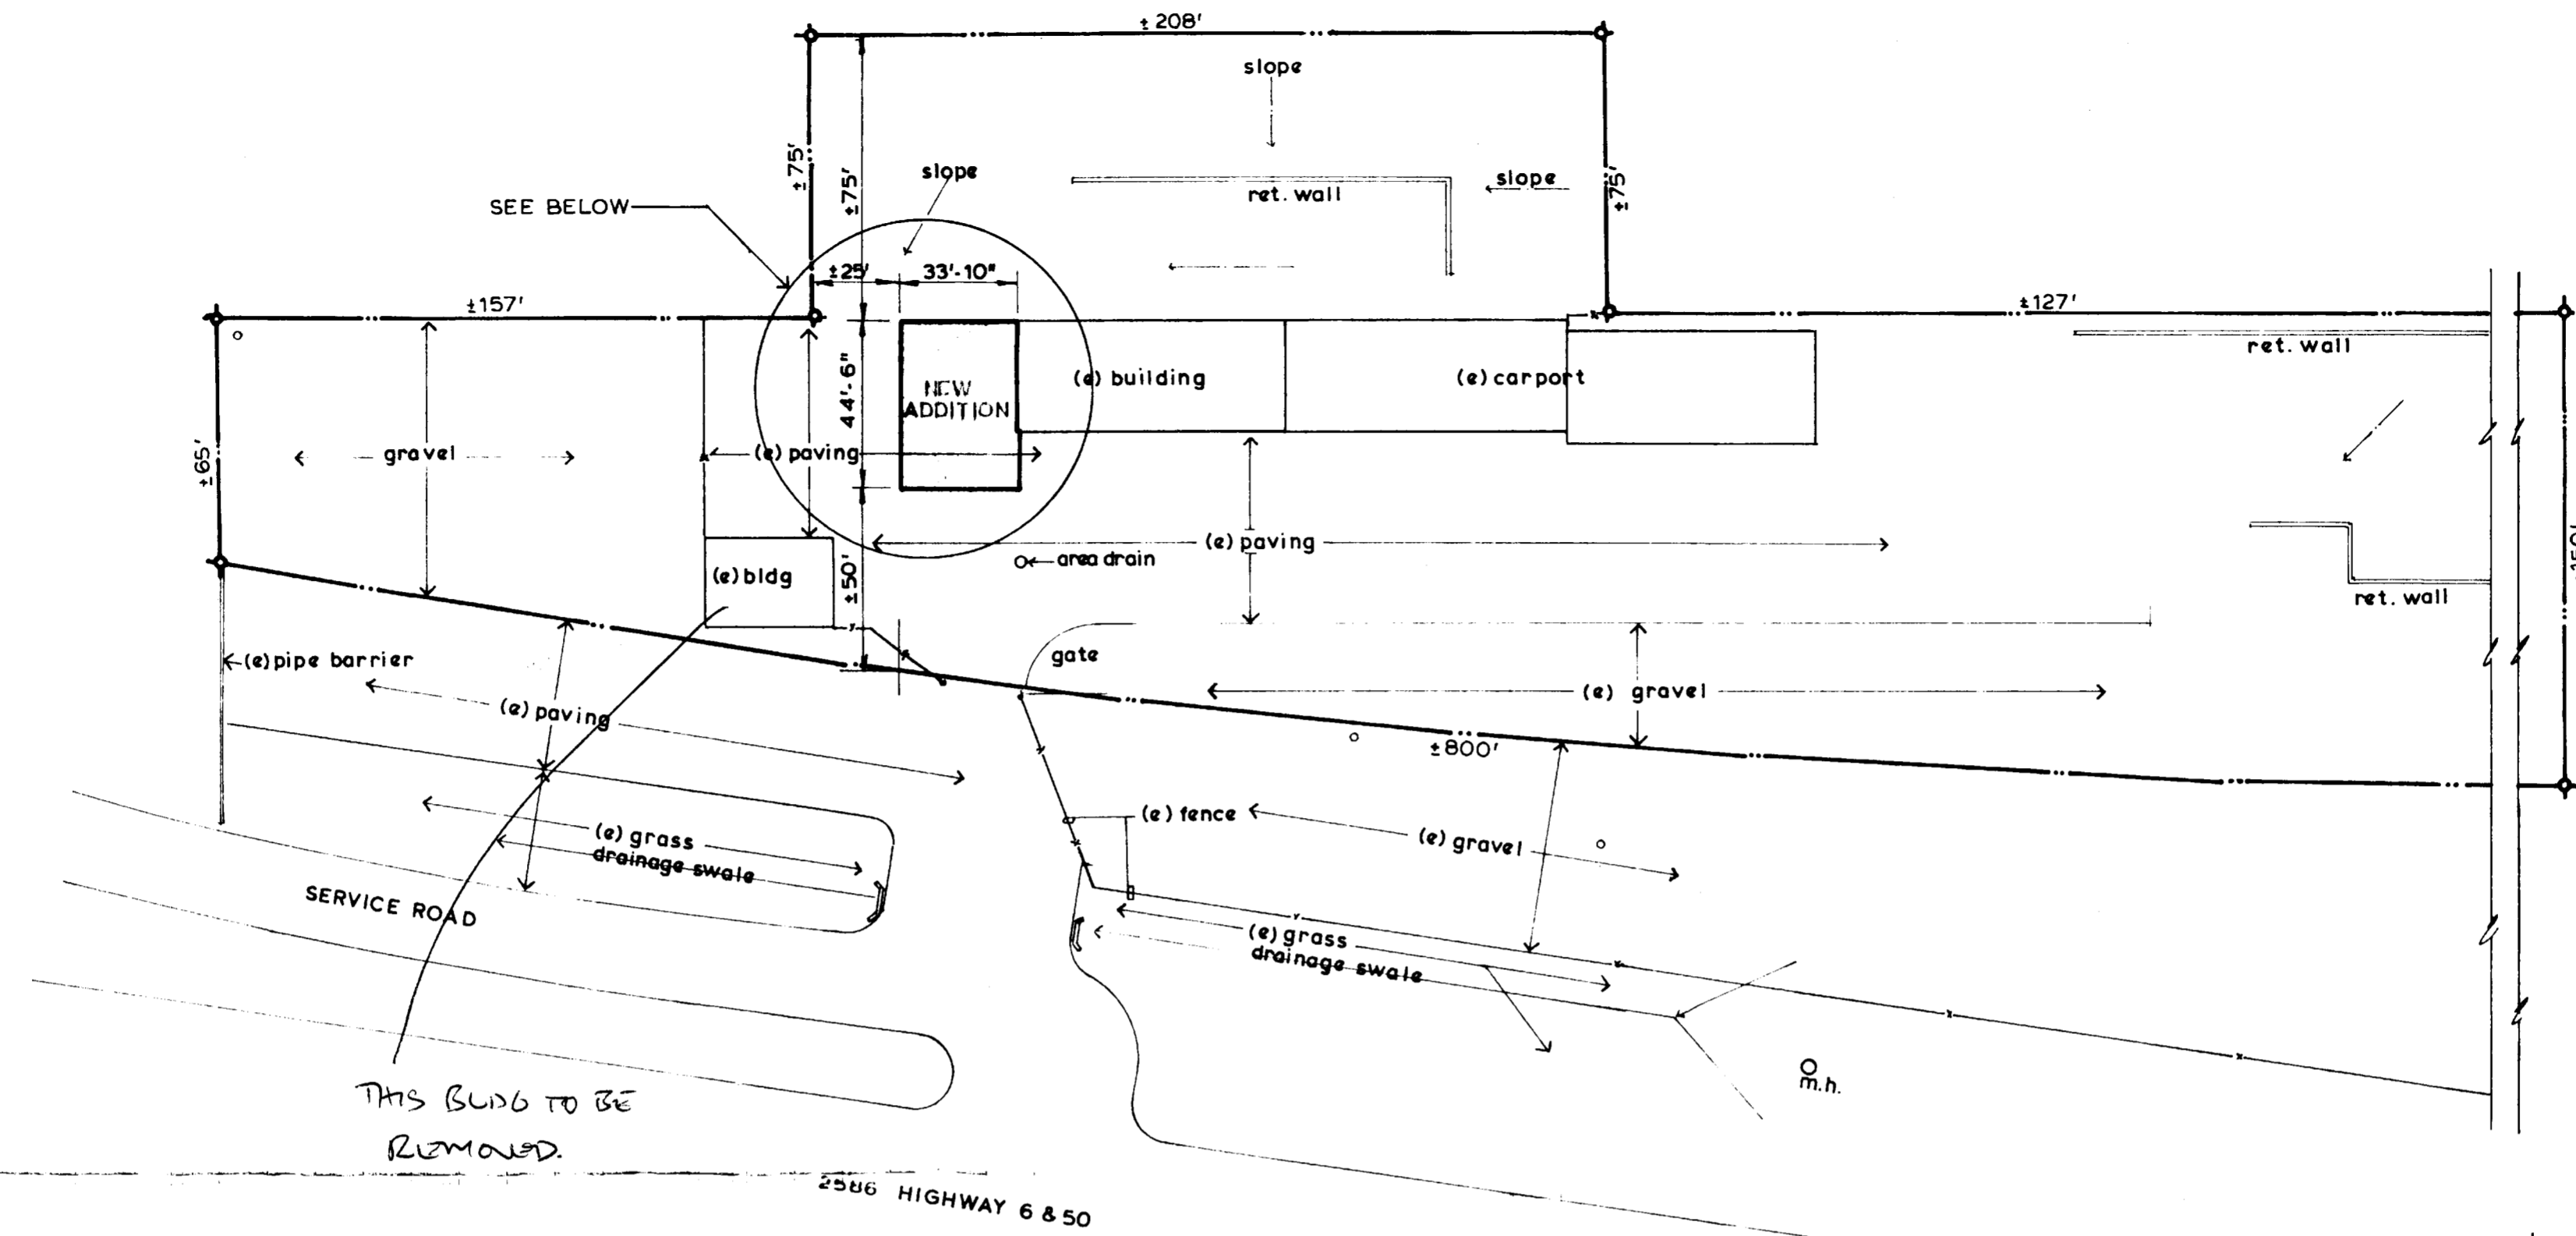 ±208'
slope
±75'
±75'
slope
SEE BELOW
ret. wall
slope
±75'
±25'
33'-10"
±157'
±127'
ret. wall
44'-6"
NEW
ADDITION
(e) building
(e) carport
±65'
gravel
(e) paving
(e) paving
area drain
(e) bldg
±50'
ret. wall
(e) pipe barrier
gate
(e) gravel
(e) paving
±800'
(e) fence
(e) grass
drainage swale
(e) gravel
SERVICE ROAD
(e) grass
drainage swale
m.h.
THIS BLDG TO BE
REMOVED.
2586 HIGHWAY 6 & 50